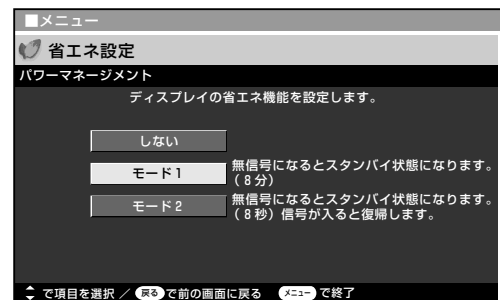 ■メニュー
省エネ設定
パワーマネージメント
ディスプレイの省エネ機能を設定します。
しない
モード1
無信号になるとスタンバイ状態になります。
（8分）
モード2
無信号になるとスタンバイ状態になります。
（8秒）信号が入ると復帰します。
で項目を選択 ／ 戻る で前の画面に戻る メニュー で終了